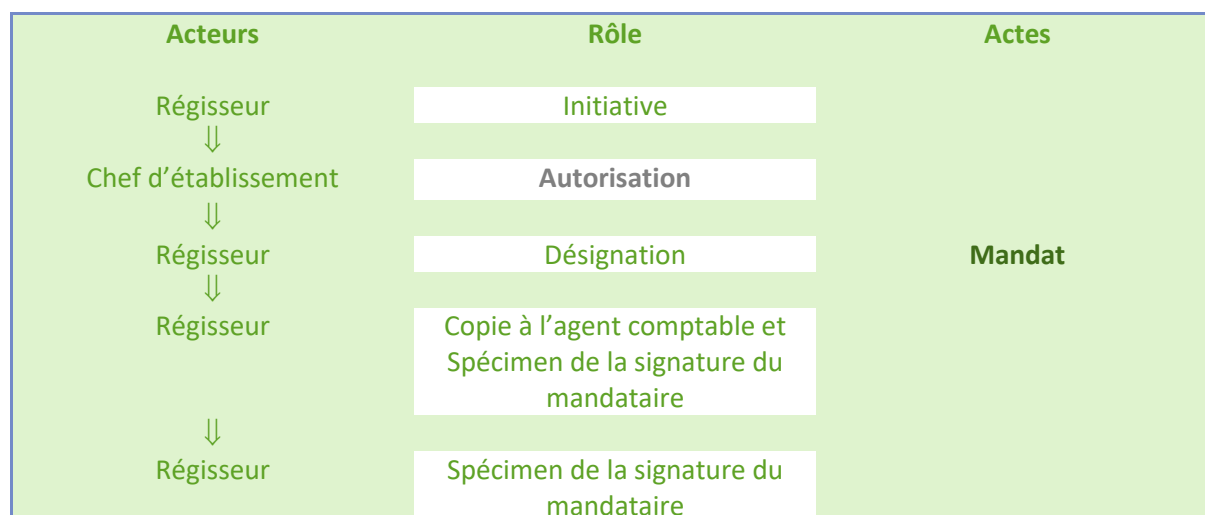 Acteurs Rôle Actes
Régisseur Initiative
⇓
Chef d’établissement Autorisation
⇓
Régisseur Désignation Mandat
⇓
Régisseur Copie à l’agent comptable et
Spécimen de la signature du
mandataire
⇓
Régisseur Spécimen de la signature du
mandataire